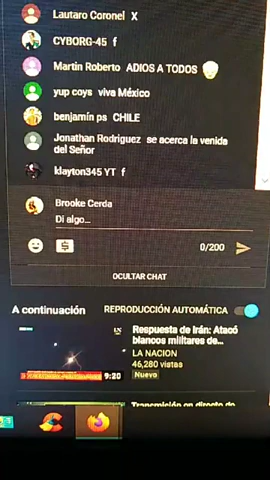 Lautaro Coronel X
CYBORG-45 f
Martin Roberto ADIOS A TODOS
yup coys viva México
benjamín ps CHILE
Jonathan Rodriguez se acerca la venida
del Señor
klayton345 YT f
Brooke Cerda
Di algo...
0/200
OCULTAR CHAT
A continuación REPRODUCCIÓN AUTOMÁTICA
Respuesta de Irán: Atacó
blancos militares de...
LA NACION
46,280 vistas
Nuevo
LN
9:20
Transmición en directo de